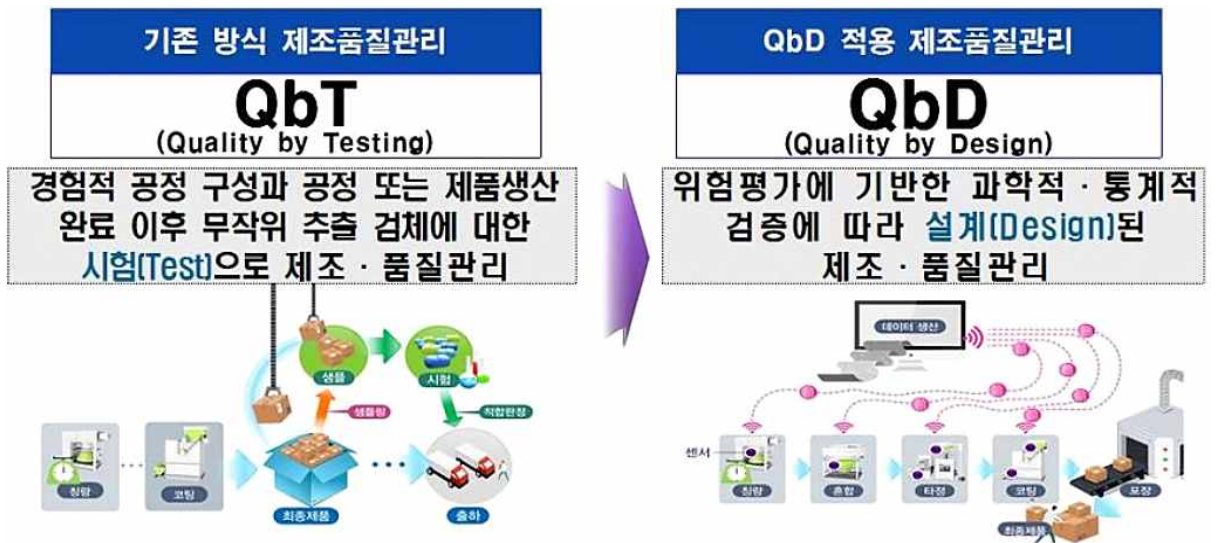 기존 방식 제조품질관리
QbT
(Quality by Testing)
경험적 공정 구성과 공정 또는 제품생산
완료 이후 무작위 추출 검체에 대한
시험(Test)으로 제조 · 품질관리
샘플
시험
샘플링
적합판정
칭량
코팅
최종제품
출하
QbD 적용 제조품질관리
QbD
(Quality by Design)
위험평가에 기반한 과학적 · 통계적
검증에 따라 설계(Design)된
제조 · 품질관리
데이터 생산
센서
칭량
혼합
타정
코팅
포장
최종제품